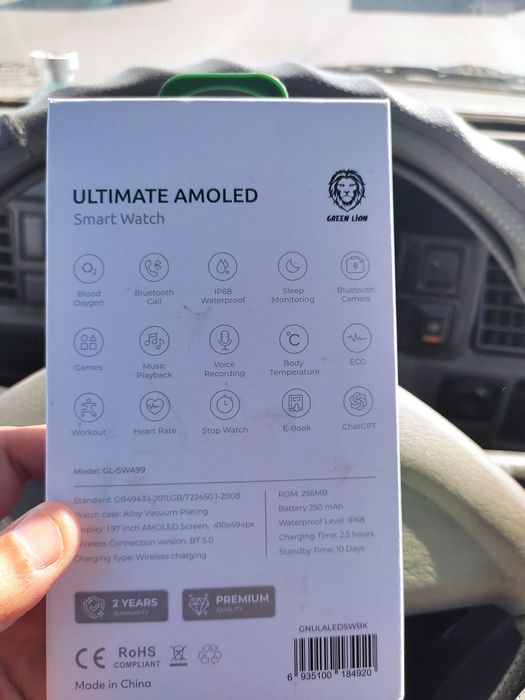 ULTIMATE AMOLED
Smart Watch
GREEN LION
O2
Blood
Oxygen
Bluetooth
Call
IP68
Waterproof
Sleep
Monitoring
Bluetooth
Camera
Games
Music
Playback
Voice
Recording
°C
Body
Temperature
ECG
Workout
Heart Rate
Stop Watch
E-Book
ChatGPT
Model: GL-SWA99
Standard: GB4943.1-2011;GB/T22450.1-2008
Watch case: Alloy Vacuum Plating
Display: 1.97 inch AMOLED Screen, 410x494px
Wireless Connection version: BT 5.0
Charging Type: Wireless charging
ROM: 256MB
Battery 250 mAh
Waterproof Level: IP68
Charging Time: 2.5 hours
Standby Time: 10 Days
2 YEARS
WARRANTY
PREMIUM
QUALITY
GNULALEDSWBK
CE
RoHS
COMPLIANT
6 935100 184920
Made in China